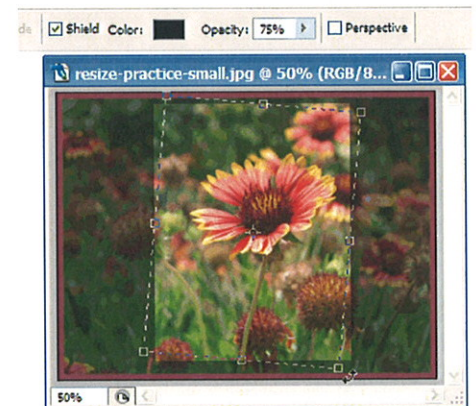 Shield Color: Opacity: 75% Perspective
resize-practice-small.jpg @ 50% (RGB/8...
50%